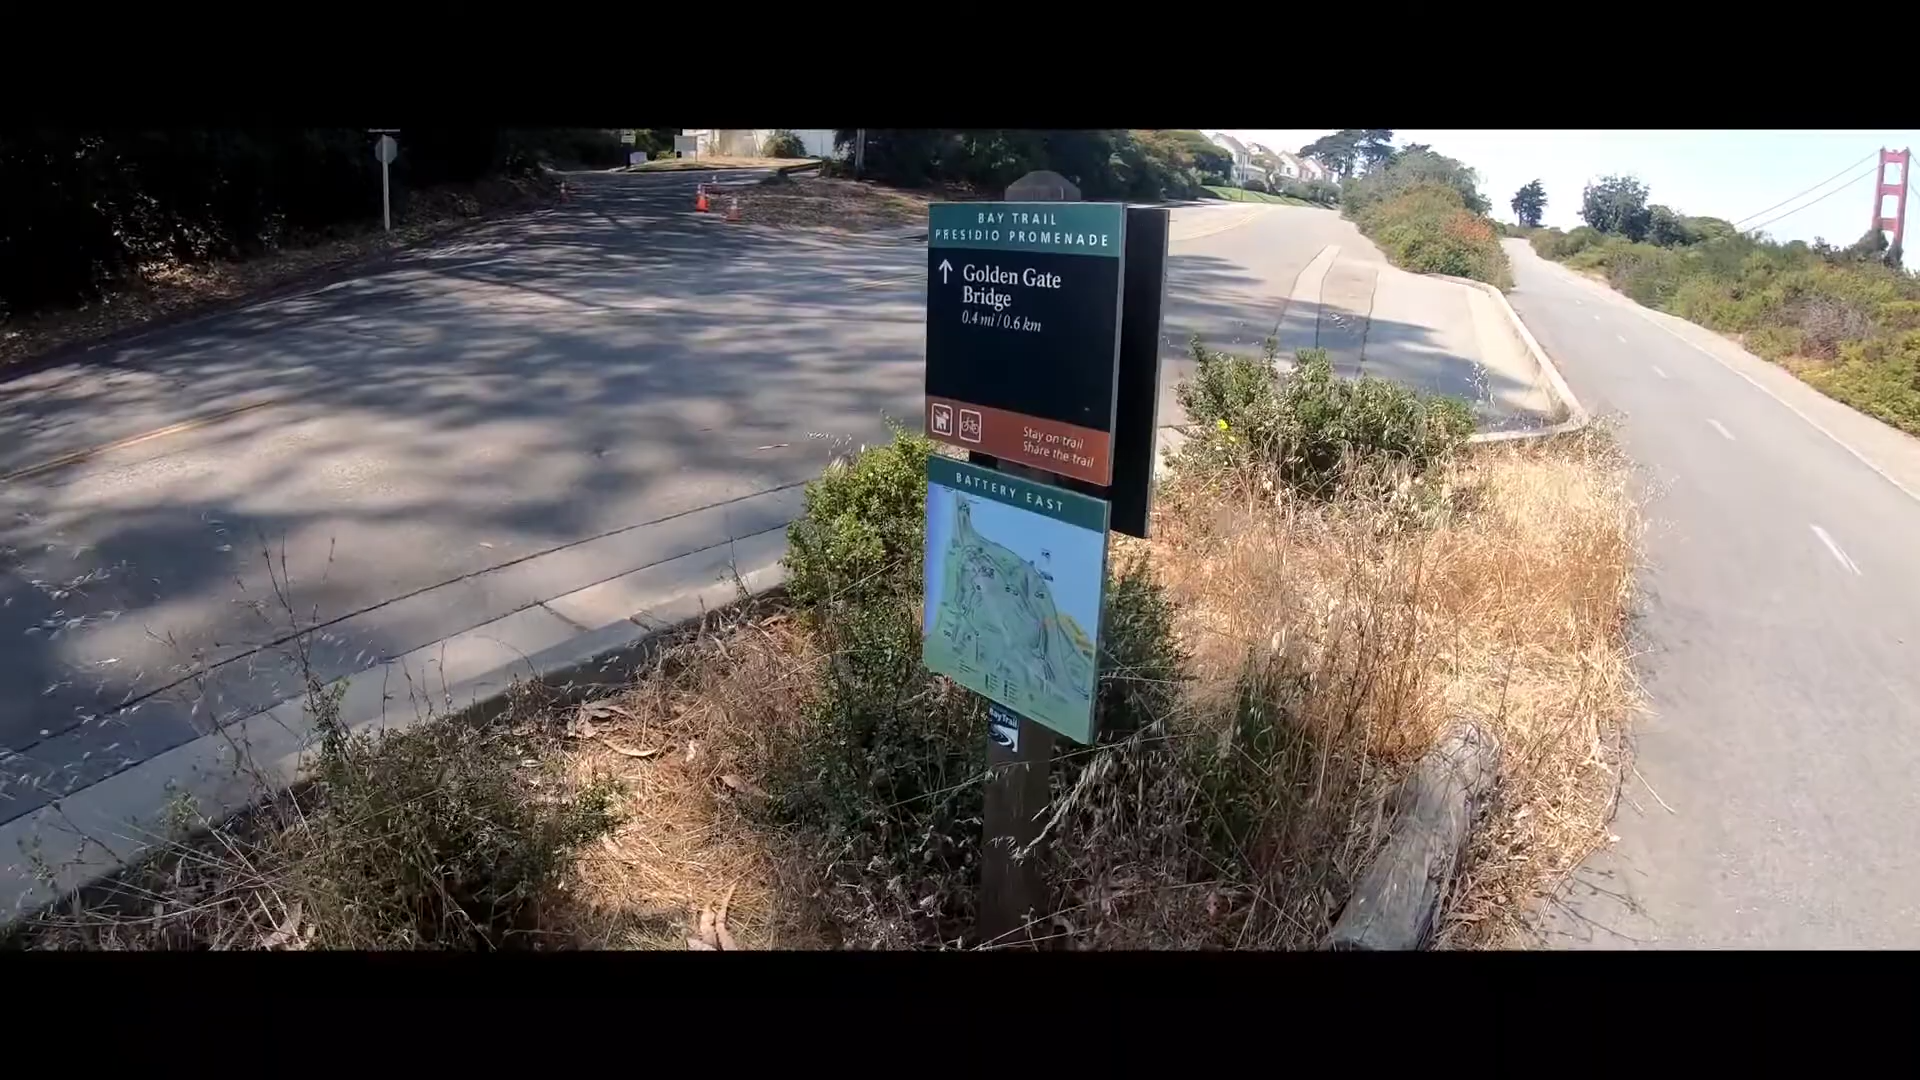 BAY TRAIL
PRESIDIO PROMENADE
Golden Gate
Bridge
0.4 mi / 0.6 km
Stay on trail
Share the trail
BATTERY EAST
Bay Trail